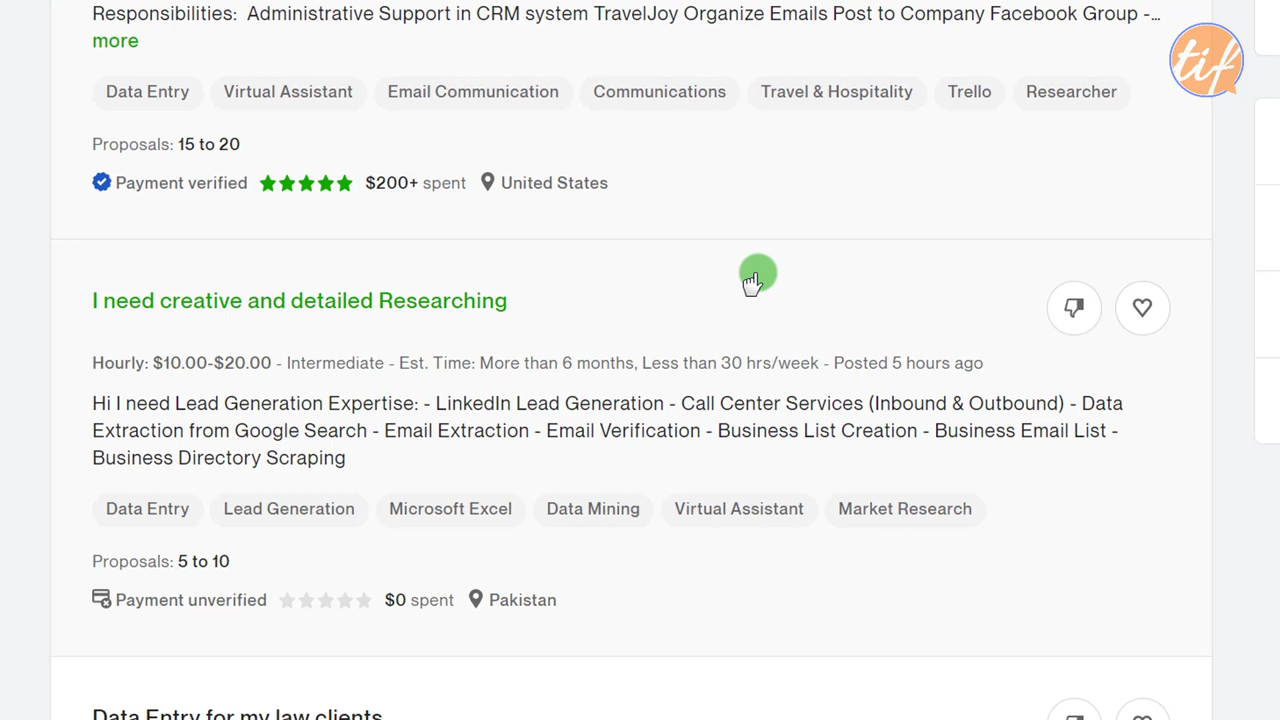 Responsibilities: Administrative Support in CRM system TravelJoy Organize Emails Post to Company Facebook Group -...
more
Data Entry Virtual Assistant Email Communication Communications Travel & Hospitality Trello Researcher
Proposals: 15 to 20
Payment verified $200+ spent United States
tif
I need creative and detailed Researching
Hourly: $10.00-$20.00 - Intermediate - Est. Time: More than 6 months, Less than 30 hrs/week - Posted 5 hours ago
Hi I need Lead Generation Expertise: - LinkedIn Lead Generation - Call Center Services (Inbound & Outbound) - Data
Extraction from Google Search - Email Extraction - Email Verification - Business List Creation - Business Email List -
Business Directory Scraping
Data Entry Lead Generation Microsoft Excel Data Mining Virtual Assistant Market Research
Proposals: 5 to 10
Payment unverified $0 spent Pakistan
Data Entry for my law clients